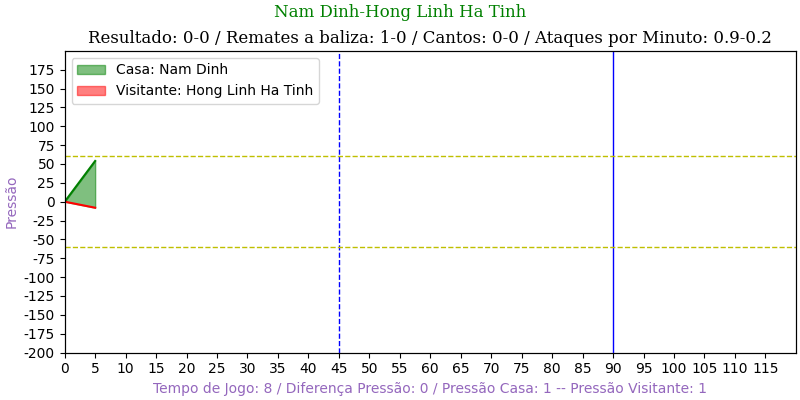 Nam Dinh-Hong Linh Ha Tinh
Resultado: 0-0 / Remates a baliza: 1-0 / Cantos: 0-0 / Ataques por Minuto: 0.9-0.2
Casa: Nam Dinh
Visitante: Hong Linh Ha Tinh
Pressão
175
150
125
100
75
50
25
0
-25
-50
-75
-100
-125
-150
-175
-200
0 5 10 15 20 25 30 35 40 45 50 55 60 65 70 75 80 85 90 95 100 105 110 115
Tempo de Jogo: 8 / Diferença Pressão: 0 / Pressão Casa: 1 -- Pressão Visitante: 1